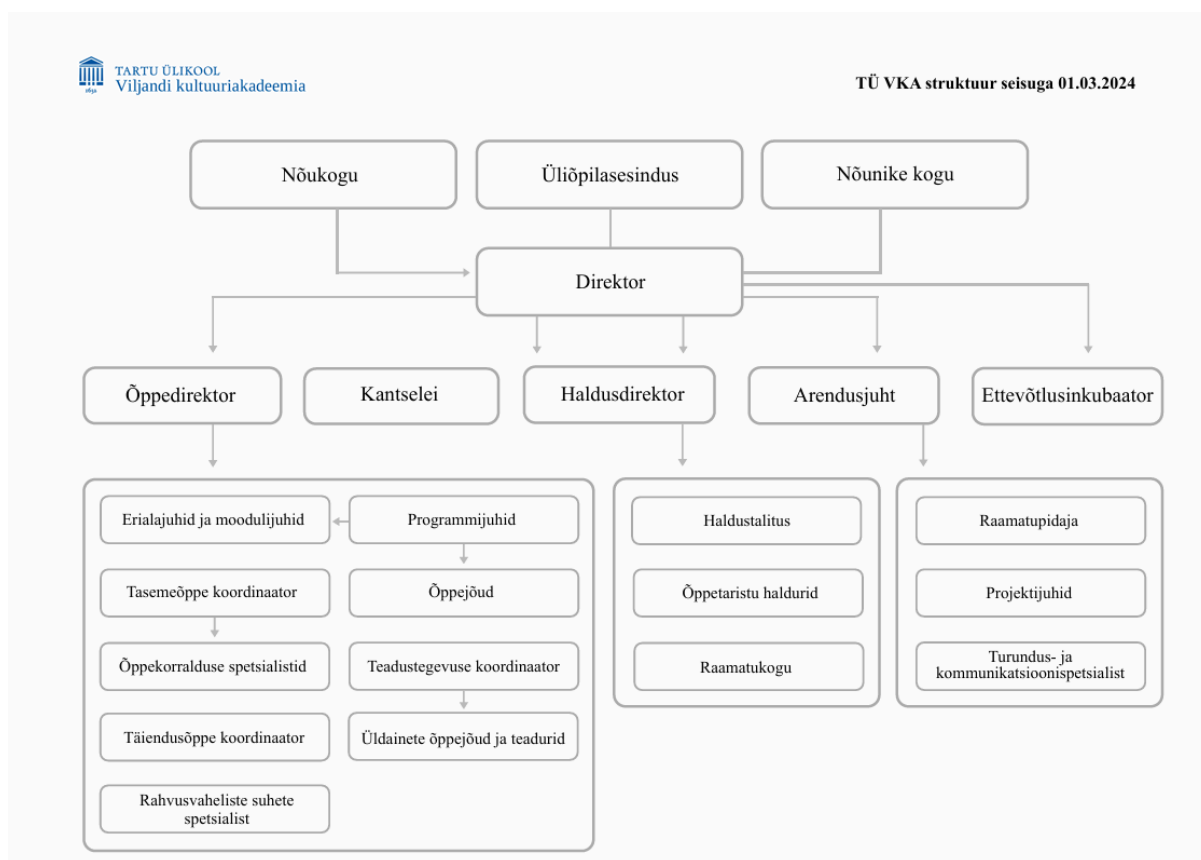 TARTU ÜLIKOOL
Viljandi kultuuriakadeemia
1632
TÜ VKA struktuur seisuga 01.03.2024
Nõukogu
Üliõpilasesindus
Nõunike kogu
Direktor
Õppedirektor
Kantselei
Haldusdirektor
Arendusjuht
Ettevõtlusinkubaator
Erialajuhid ja moodulijuhid
Programmijuhid
Tasemeõppe koordinaator
Õppejõud
Õppekorralduse spetsialistid
Teadustegevuse koordinaator
Täiendusõppe koordinaator
Üldainete õppejõud ja teadurid
Rahvusvaheliste suhete
spetsialist
Haldustalitus
Õppetaristu haldurid
Raamatukogu
Raamatupidaja
Projektijuhid
Turundus- ja
kommunikatsioonispetsialist